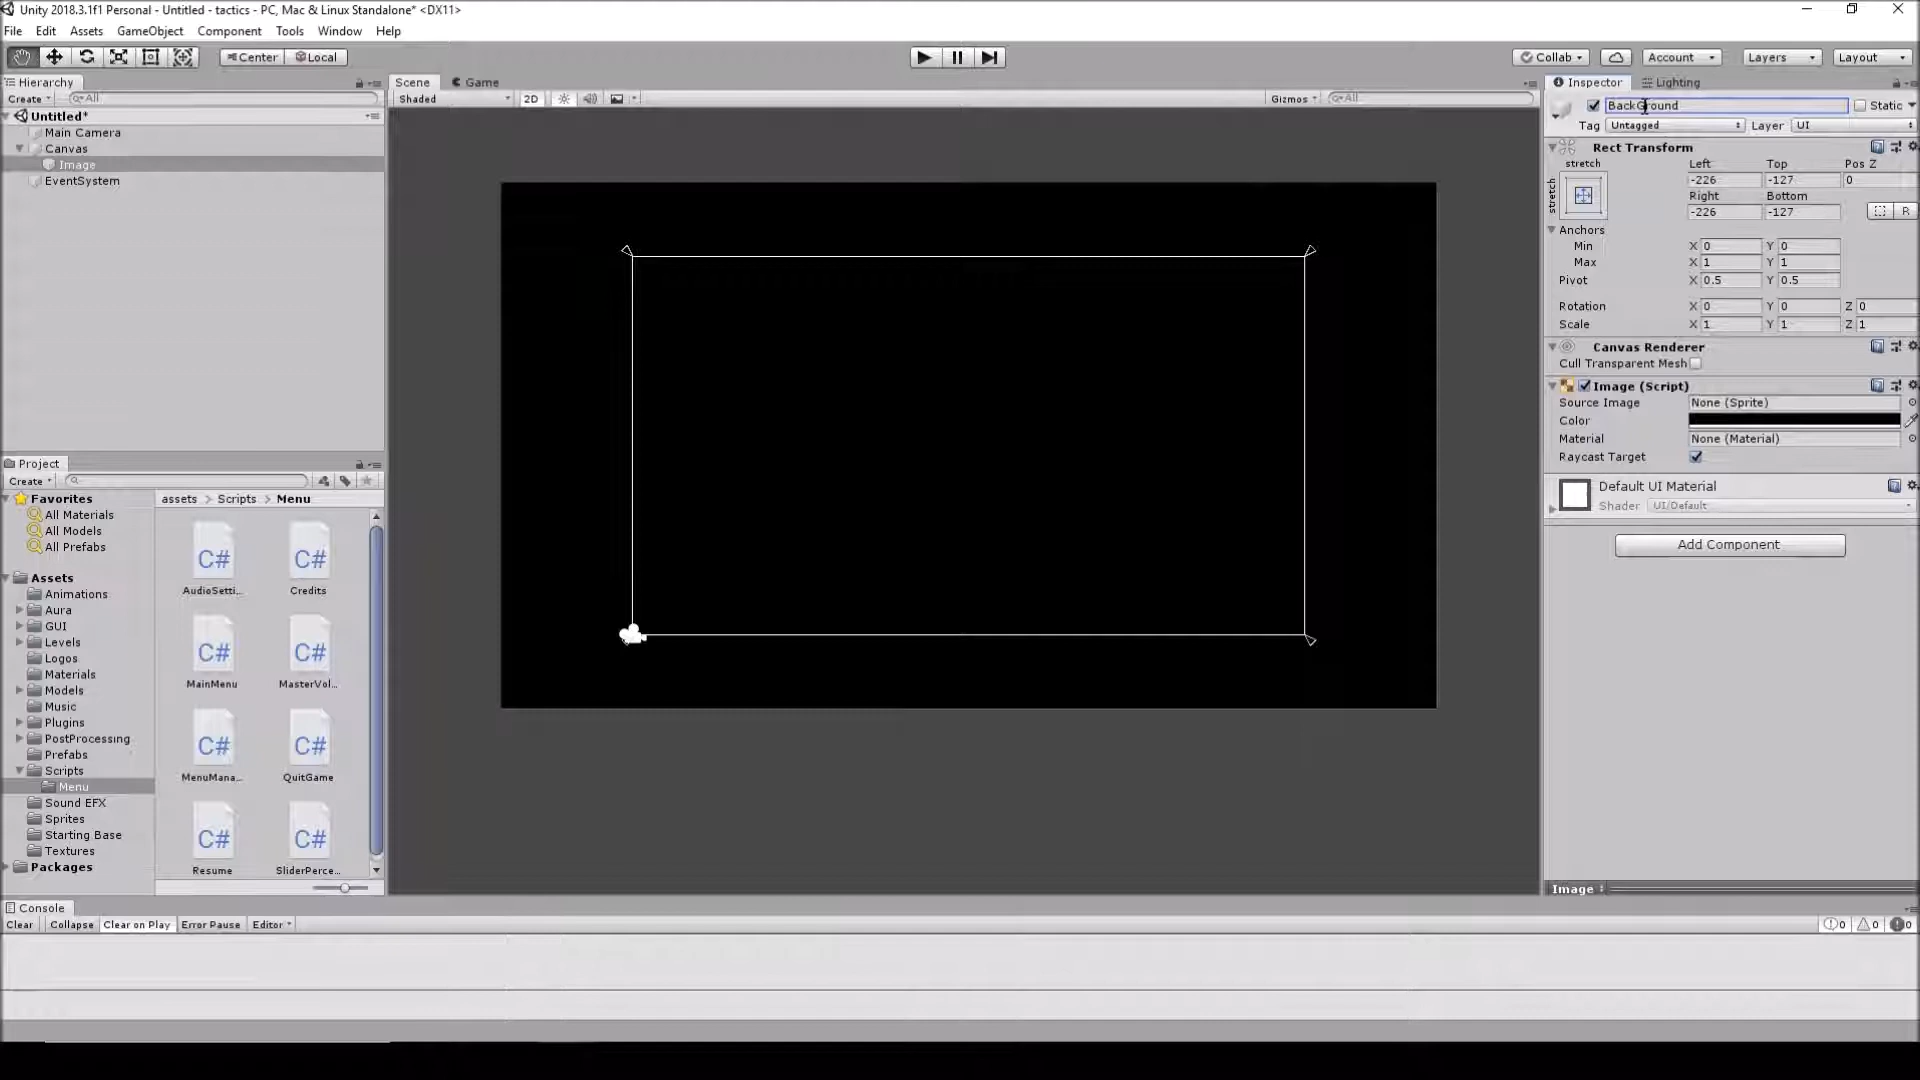 Unity 2018.3.1f1 Personal - Untitled - tactics - PC, Mac & Linux Standalone* <DX11>
File Edit Assets GameObject Component Tools Window Help
Center Local Collab Account Layers Layout
Hierarchy
Create All
Untitled*
Main Camera
Canvas
Image
EventSystem
Scene Game
Shaded 2D Gizmos All
Inspector Lighting
BackGround Static
Tag Untagged Layer UI
Rect Transform
stretch Left Top Pos Z
stretch
-226 -127 0
Right Bottom
-226 -127 R
Anchors
Min X 0 Y 0
Max X 1 Y 1
Pivot X 0.5 Y 0.5
Rotation X 0 Y 0 Z 0
Scale X 1 Y 1 Z 1
Canvas Renderer
Cull Transparent Mesh
Image (Script)
Source Image None (Sprite)
Color
Material None (Material)
Raycast Target
Default UI Material
Shader UI/Default
Add Component
Image
Project
Create
Favorites
All Materials
All Models
All Prefabs
Assets
Animations
Aura
GUI
Levels
Logos
Materials
Models
Music
Plugins
PostProcessing
Prefabs
Scripts
Menu
Sound EFX
Sprites
Starting Base
Textures
Packages
assets > Scripts > Menu
C# C#
AudioSetti... Credits
C# C#
MainMenu MasterVol...
C# C#
MenuMana... QuitGame
C# C#
Resume SliderPerce...
Console
Clear Collapse Clear on Play Error Pause Editor 0 0 0